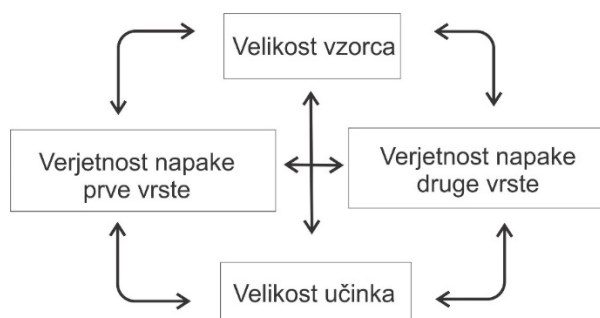 Velikost vzorca
Verjetnost napake
prve vrste
Verjetnost napake
druge vrste
Velikost učinka